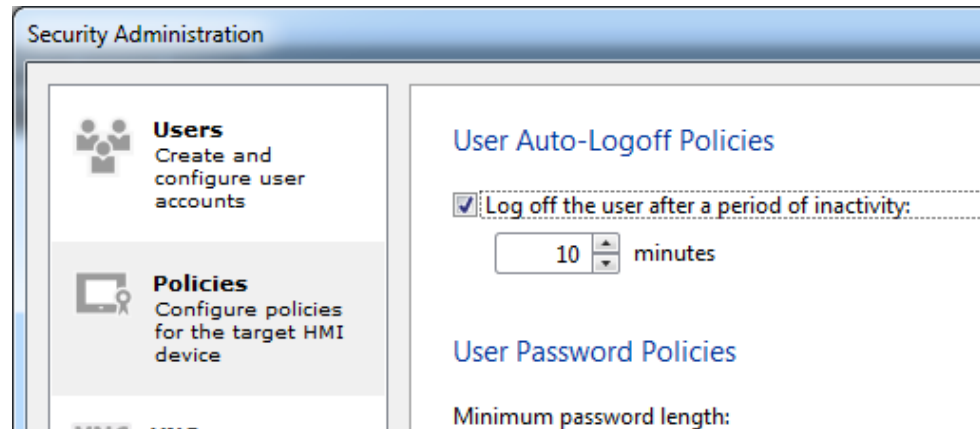 Security Administration
Users
Create and
configure user
accounts
Policies
Configure policies
for the target HMI
device
User Auto-Logoff Policies
Log off the user after a period of inactivity:
10 minutes
User Password Policies
Minimum password length: